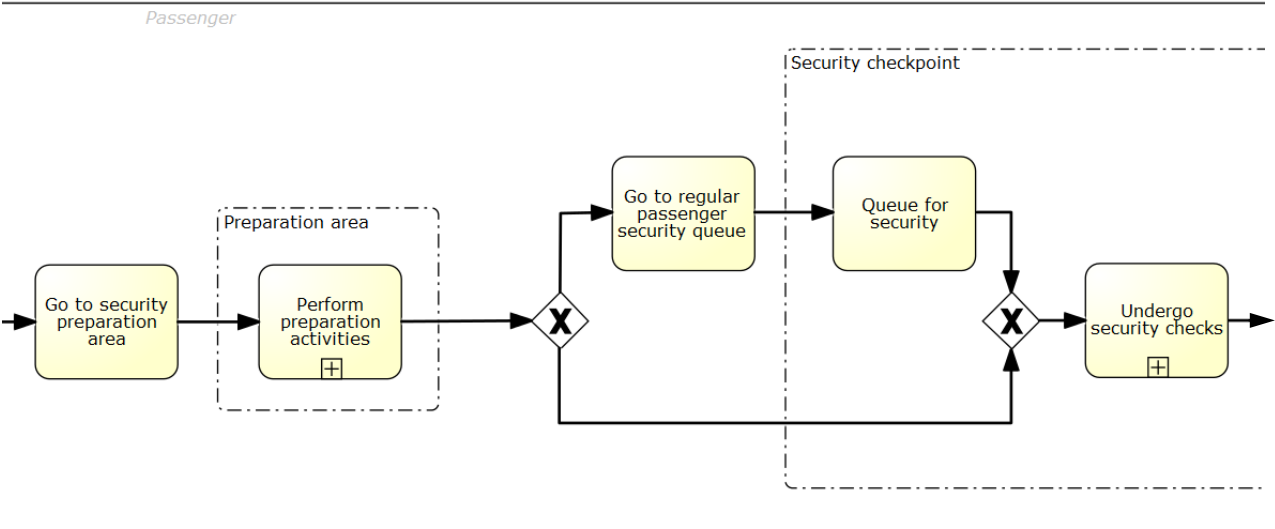 Passenger
Security checkpoint
Go to regular
passenger
security queue
Queue for
security
Preparation area
Go to security
preparation
area
Perform
preparation
activities
X
X
Undergo
security checks